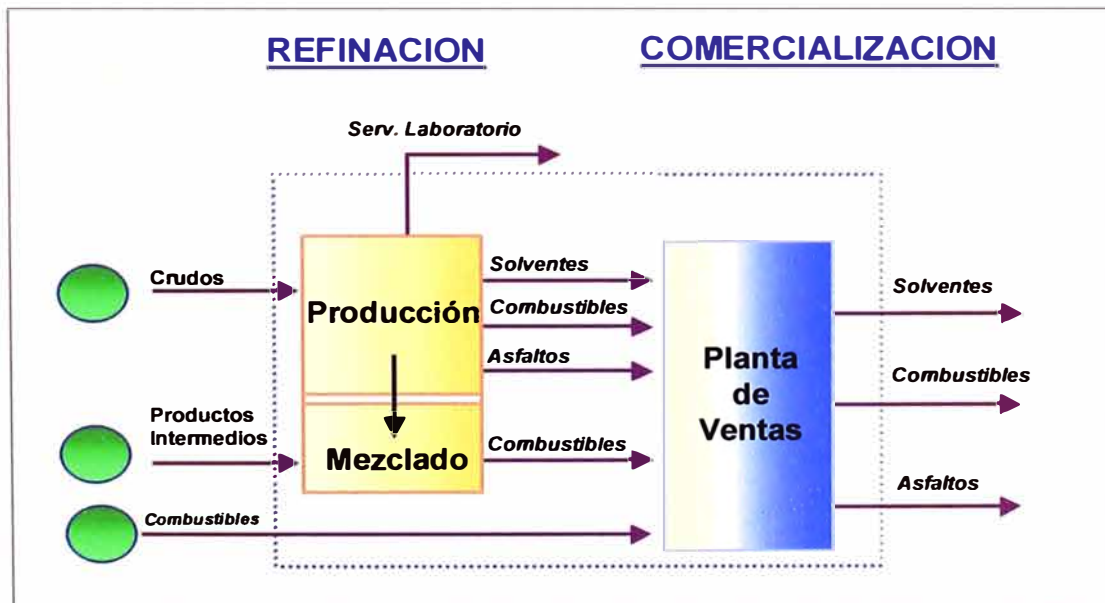 REFINACION
COMERCIALIZACION
Serv. Laboratorio
Crudos
Producción
Solventes
Combustibles
Asfaltos
Productos
Intermedios
Mezclado
Combustibles
Combustibles
Planta
de
Ventas
Solventes
Combustibles
Asfaltos